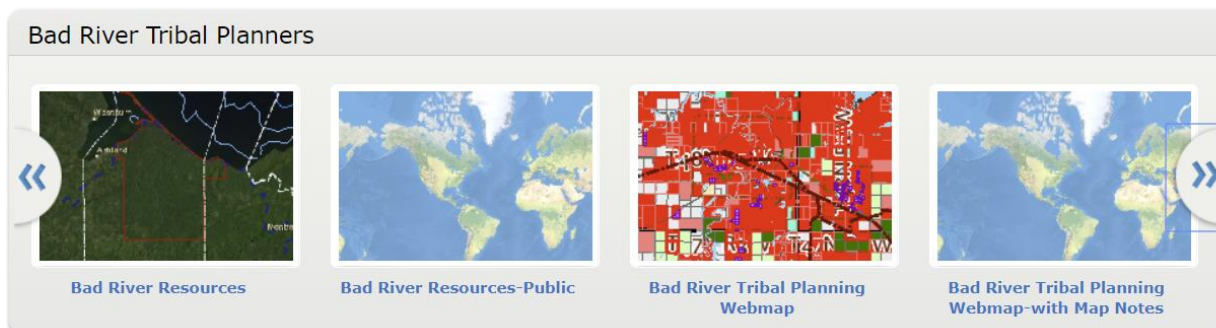 Bad River Tribal Planners
Ashland
Bad River Resources
Bad River Resources-Public
Bad River Tribal Planning
Webmap
Bad River Tribal Planning
Webmap-with Map Notes